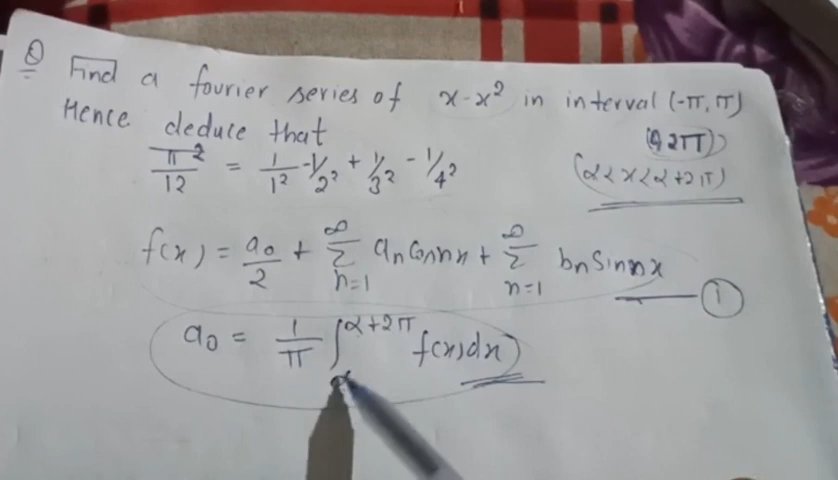 Q Find a fourier series of x-x² in interval (-π, π)
Hence deduce that
(0, 2π)
π²/12 = 1/1² - 1/2² + 1/3² - 1/4²
(α<x<α+2π)
f(x) = a₀/2 + ∞Σn=1 aₙ cos nx + ∞Σn=1 bₙ sin nx — ①
a₀ = 1/π ∫α^α+2π f(x)dx